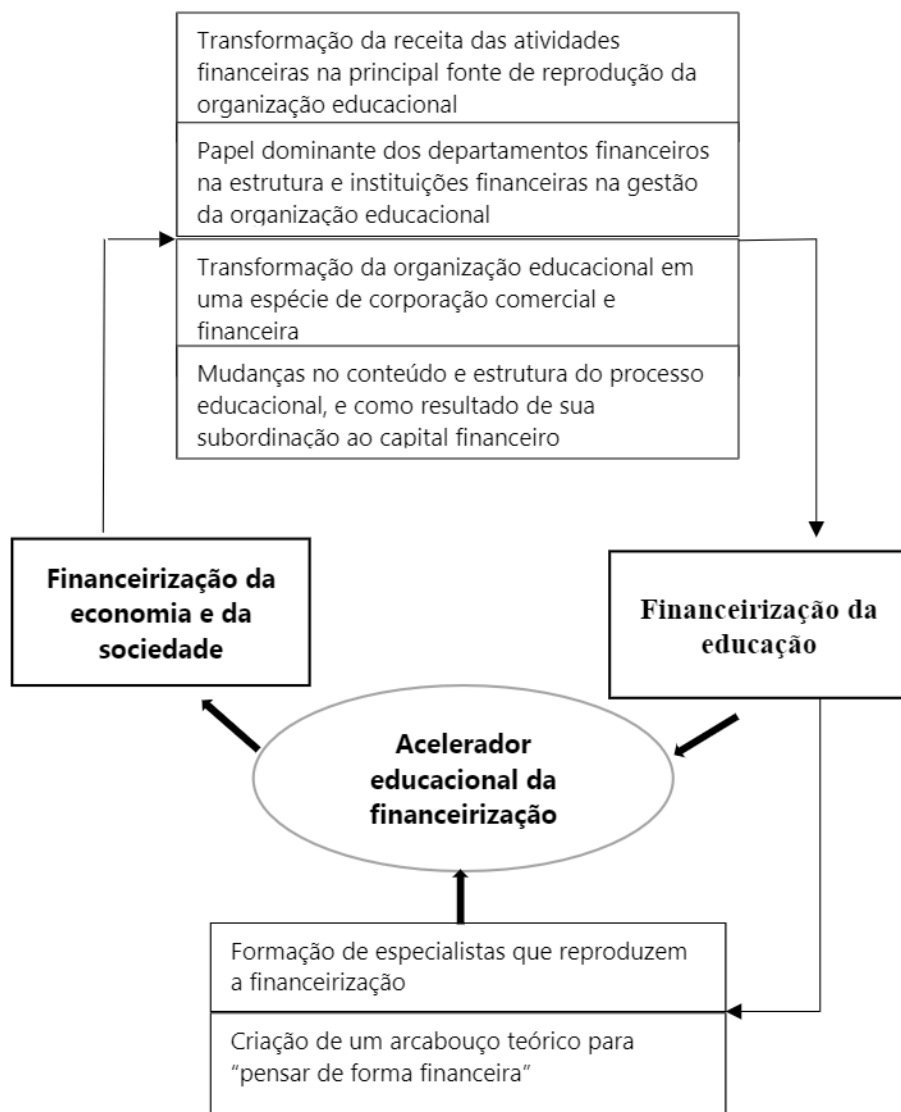 Transformação da receita das atividades
financeiras na principal fonte de reprodução da
organização educacional
Papel dominante dos departamentos financeiros
na estrutura e instituições financeiras na gestão
da organização educacional
Transformação da organização educacional em
uma espécie de corporação comercial e
financeira
Mudanças no conteúdo e estrutura do processo
educacional, e como resultado de sua
subordinação ao capital financeiro
Financeirização da
economia e da
sociedade
Financeirização da
educação
Acelerador
educacional da
financeirização
Formação de especialistas que reproduzem
a financeirização
Criação de um arcabouço teórico para
“pensar de forma financeira”